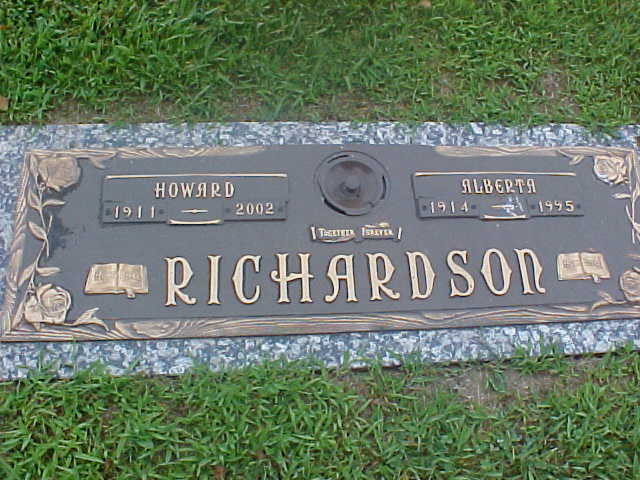 HOWARD
1911 - 2002
ALBERTA
1914 - 1995
TOGETHER FOREVER
RICHARDSON